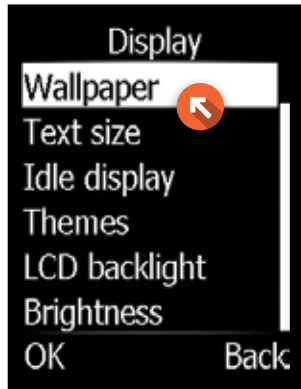 Display
Wallpaper
Text size
Idle display
Themes
LCD backlight
Brightness
OK Back